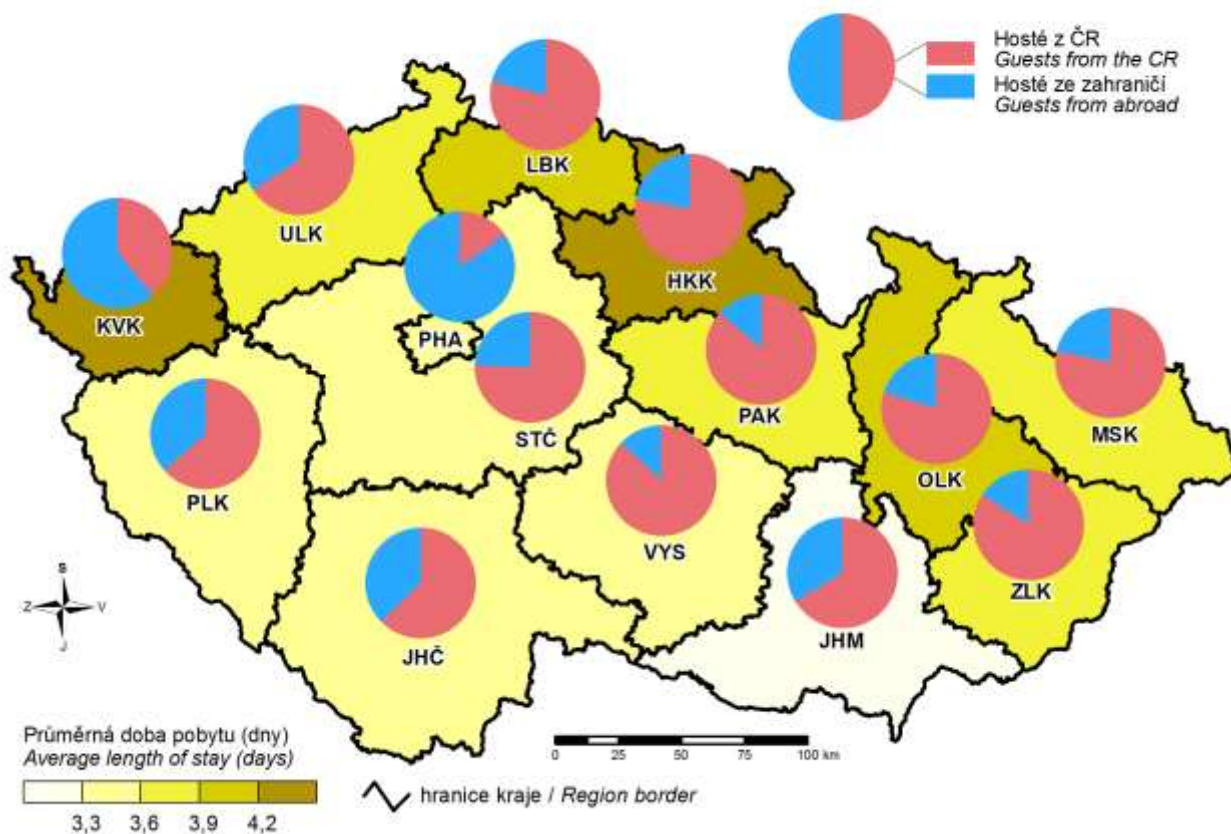 Hosté z ČR
Guests from the CR
Hosté ze zahraničí
Guests from abroad
LBK
ULK
HKK
KVK
PHA
PAK
MSK
STČ
OLK
PLK
VYS
ZLK
JHM
JHČ
S
Z V
J
Průměrná doba pobytu (dny)
Average length of stay (days)
3,3 3,6 3,9 4,2
hranice kraje / Region border
0 25 50 75 100 km